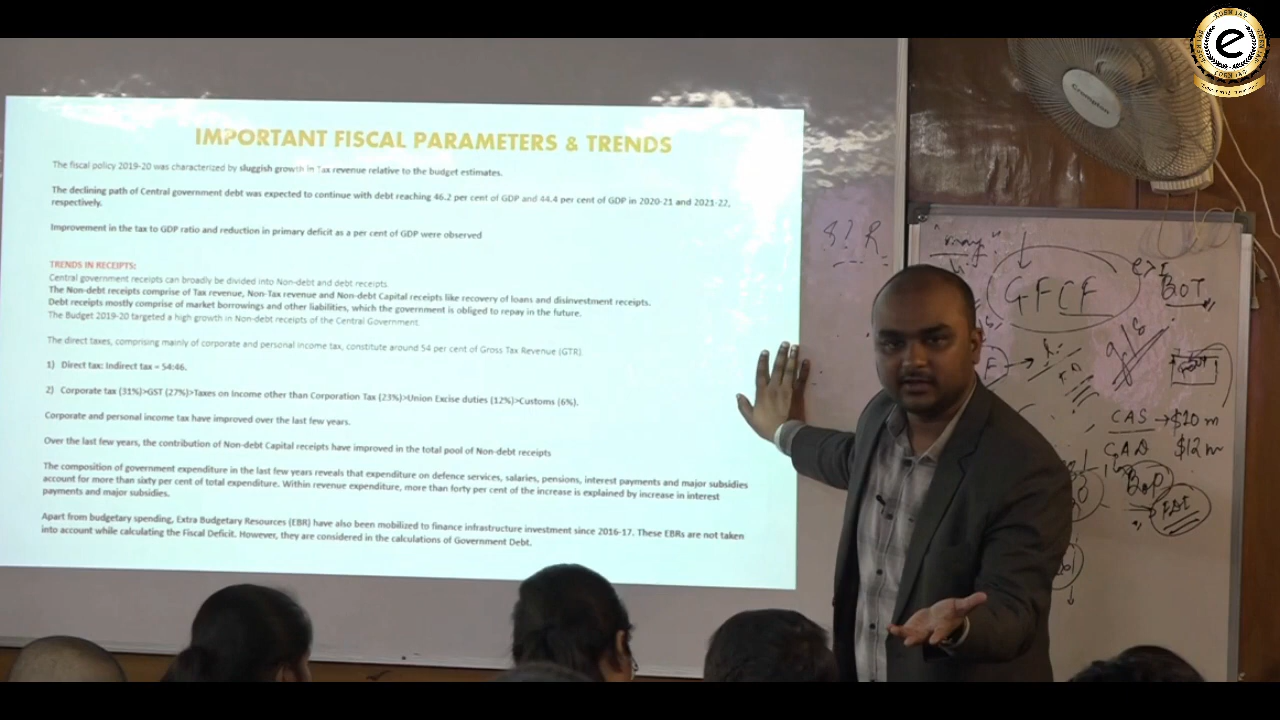 IMPORTANT FISCAL PARAMETERS & TRENDS
The fiscal policy 2019-20 was characterized by sluggish growth in Tax revenue relative to the budget estimates.
The declining path of Central government debt was expected to continue with debt reaching 46.2 per cent of GDP and 44.4 per cent of GDP in 2020-21 and 2021-22,
respectively.
Improvement in the tax to GDP ratio and reduction in primary deficit as a per cent of GDP were observed
TRENDS IN RECEIPTS:
Central government receipts can broadly be divided into Non-debt and debt receipts
The Non-debt receipts comprise of Tax revenue, Non-Tax revenue and Non-debt Capital receipts like recovery of loans and disinvestment receipts.
Debt receipts mostly comprise of market borrowings and other liabilities, which the government is obliged to repay in the future.
The Budget 2019-20 targeted a high growth in Non-debt receipts of the Central Government.
The direct taxes, comprising mainly of corporate and personal income tax, constitute around 54 per cent of Gross Tax Revenue (GTR).
1) Direct tax: Indirect tax = 54:46.
2) Corporate tax (31%)>GST (27%)>Taxes on Income other than Corporation Tax (23%)>Union Excise duties (12%)>Customs (6%).
Corporate and personal income tax have improved over the last few years.
Over the last few years, the contribution of Non-debt Capital receipts have improved in the total pool of Non-debt receipts
The composition of government expenditure in the last few years reveals that expenditure on defence services, salaries, pensions, interest payments and major subsidies
account for more than sixty per cent of total expenditure. Within revenue expenditure, more than forty per cent of the increase is explained by increase in interest
payments and major subsidies.
Apart from budgetary spending, Extra Budgetary Resources (EBR) have also been mobilized to finance infrastructure investment since 2016-17. These EBRs are not taken
into account while calculating the Fiscal Deficit. However, they are considered in the calculations of Government Debt.
Crompton
GFCF
BOT
CAS → $20 m
CAD $12 m
BOP
e